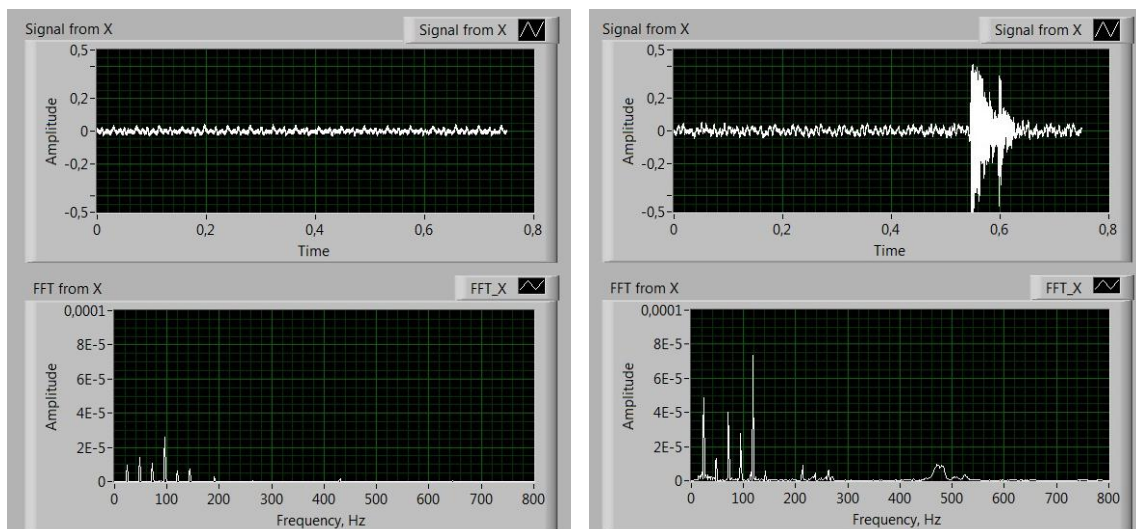 Signal from X
Signal from X
0,5
0,2
0
-0,2
-0,5
Amplitude
0 0,2 0,4 0,6 0,8
Time
FFT from X
FFT_X
0,0001
8E-5
6E-5
4E-5
2E-5
0
Amplitude
0 100 200 300 400 500 600 700 800
Frequency, Hz
Signal from X
Signal from X
0,5
0,2
0
-0,2
-0,5
Amplitude
0 0,2 0,4 0,6 0,8
Time
FFT from X
FFT_X
0,0001
8E-5
6E-5
4E-5
2E-5
0
Amplitude
0 100 200 300 400 500 600 700 800
Frequency, Hz